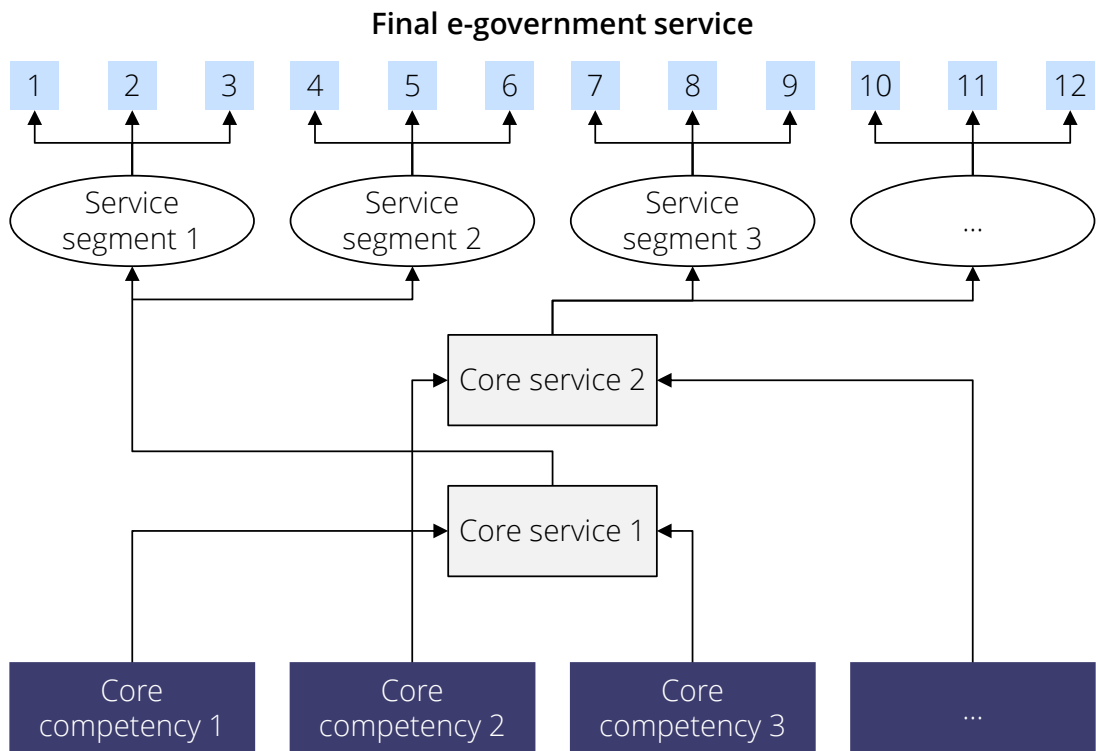 Final e-government service
1 2 3 4 5 6 7 8 9 10 11 12
Service
segment 1
Service
segment 2
Service
segment 3
...
Core service 2
Core service 1
Core
competency 1
Core
competency 2
Core
competency 3
...